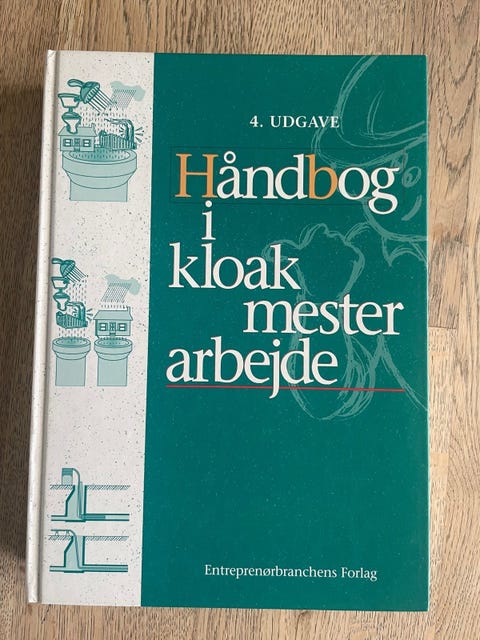 4. UDGAVE
Håndbog
i
kloak
mester
arbejde
Entreprenørbranchens Forlag